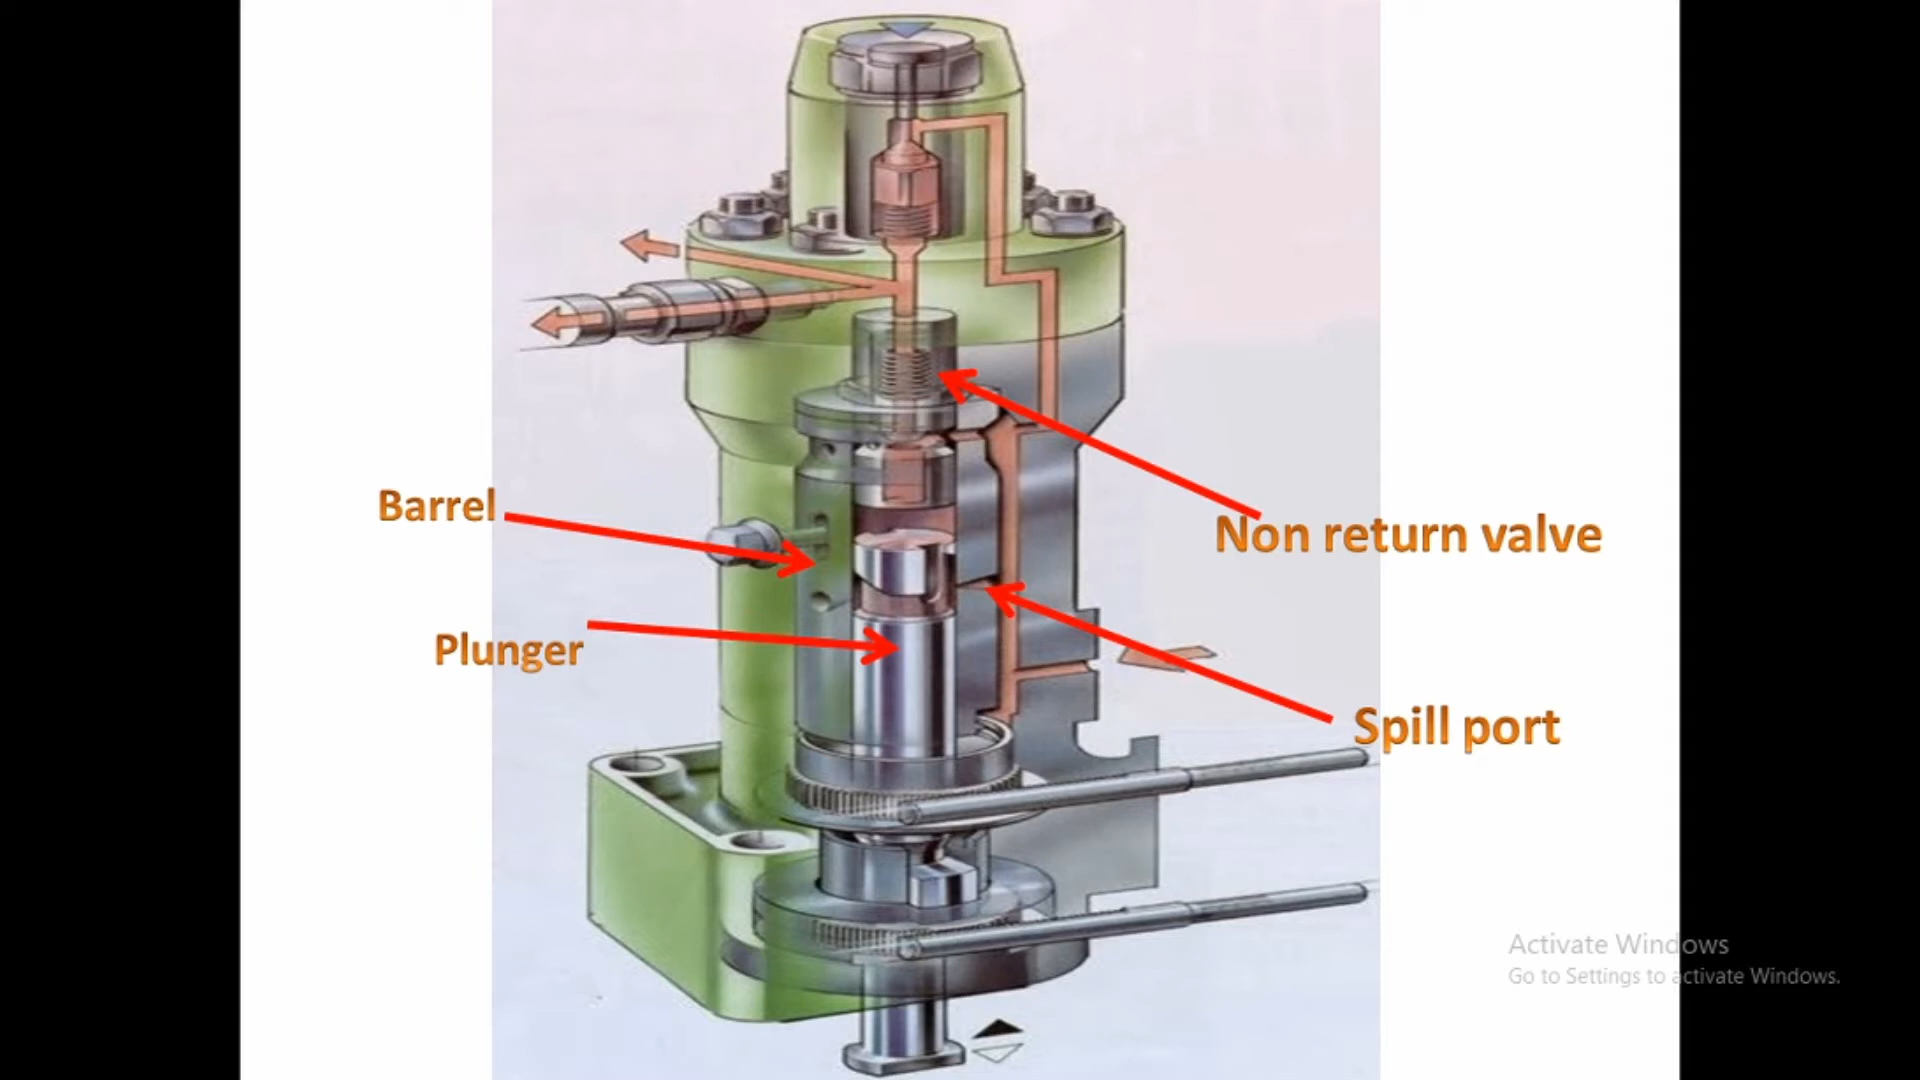 Barrel
Non return valve
Plunger
Spill port
Activate Windows
Go to Settings to activate Windows.